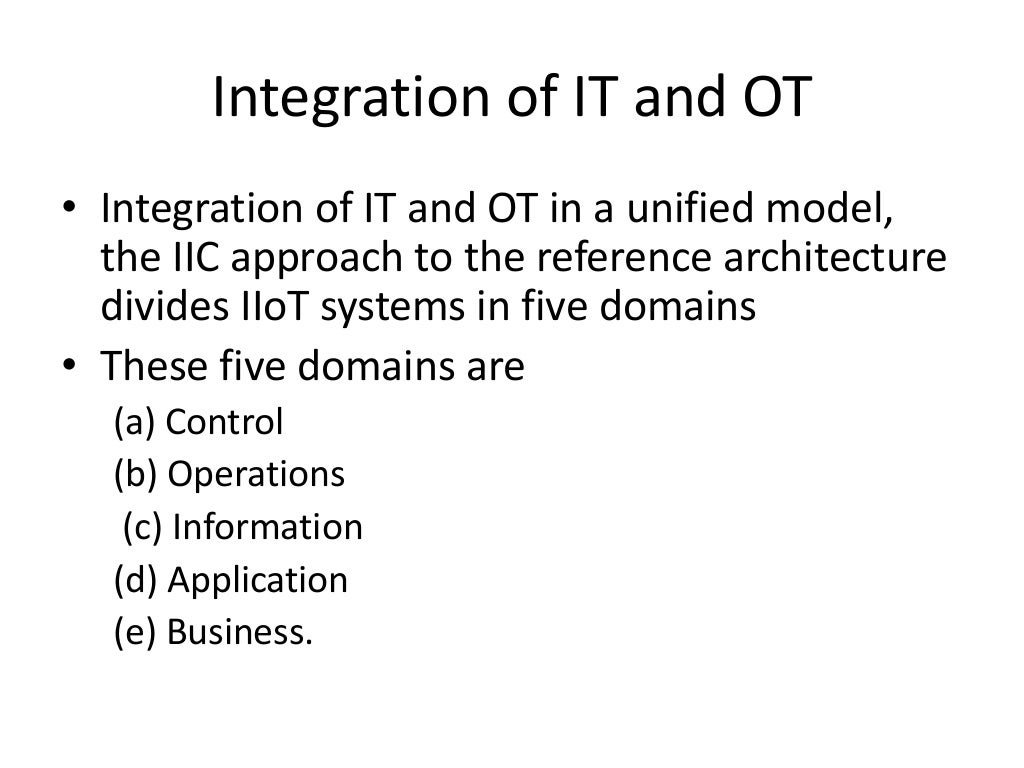 Integration of IT and OT
• Integration of IT and OT in a unified model,
the IIC approach to the reference architecture
divides IIoT systems in five domains
• These five domains are
(a) Control
(b) Operations
(c) Information
(d) Application
(e) Business.